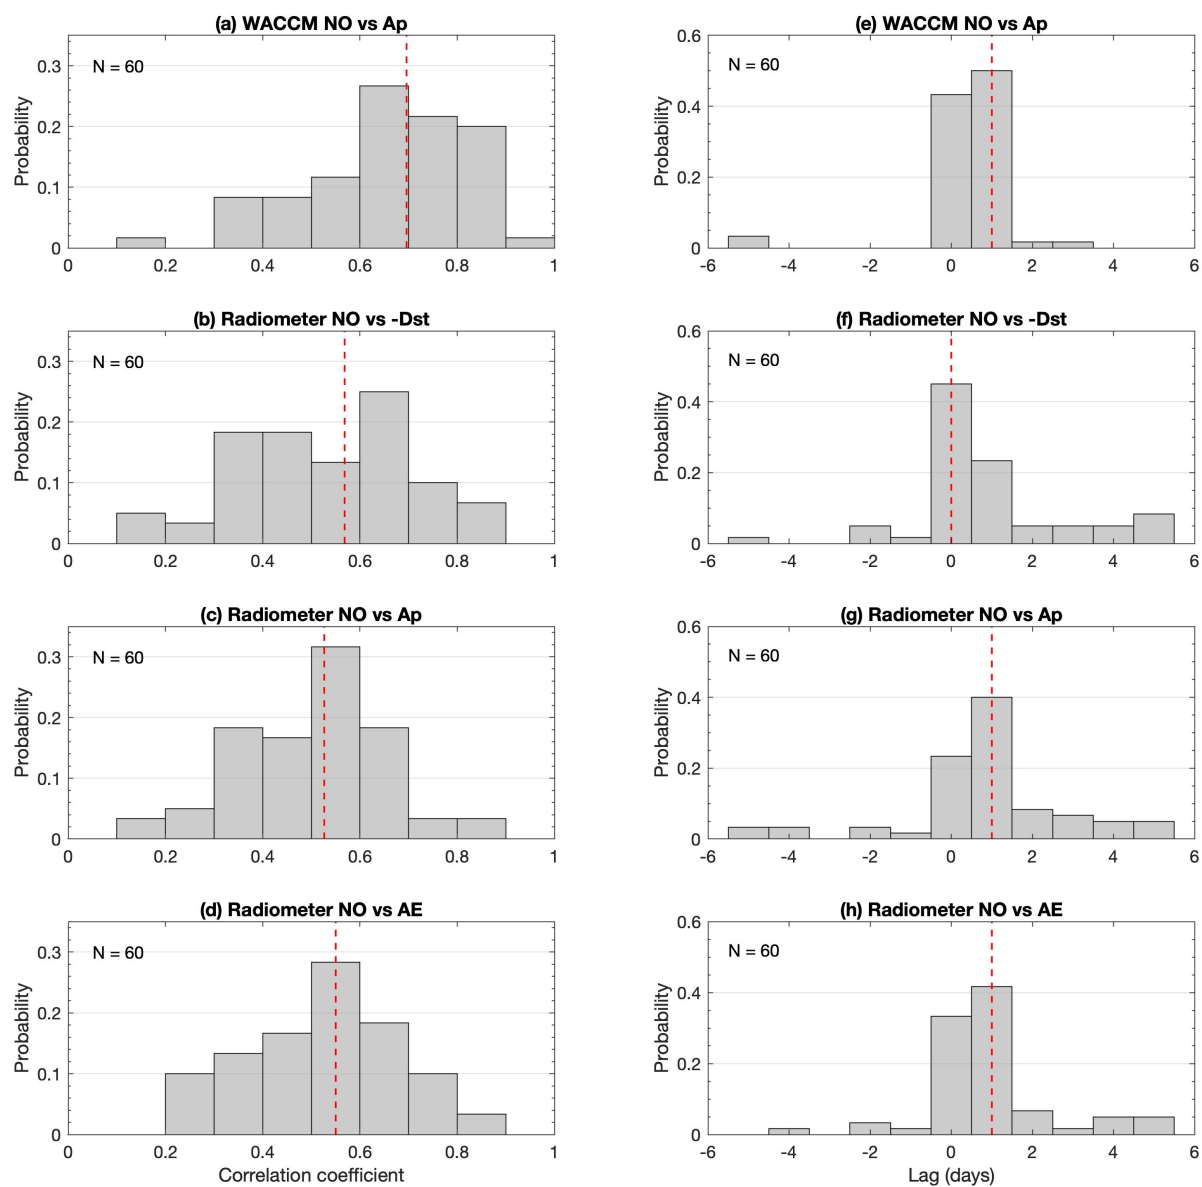 (a) WACCM NO vs Ap
N = 60
Probability
0.3
0.2
0.1
0
0 0.2 0.4 0.6 0.8 1
(e) WACCM NO vs Ap
N = 60
Probability
0.6
0.4
0.2
0
-6 -4 -2 0 2 4 6
(b) Radiometer NO vs -Dst
N = 60
Probability
0.3
0.2
0.1
0
0 0.2 0.4 0.6 0.8 1
(f) Radiometer NO vs -Dst
N = 60
Probability
0.6
0.4
0.2
0
-6 -4 -2 0 2 4 6
(c) Radiometer NO vs Ap
N = 60
Probability
0.3
0.2
0.1
0
0 0.2 0.4 0.6 0.8 1
(g) Radiometer NO vs Ap
N = 60
Probability
0.6
0.4
0.2
0
-6 -4 -2 0 2 4 6
(d) Radiometer NO vs AE
N = 60
Probability
0.3
0.2
0.1
0
0 0.2 0.4 0.6 0.8 1
Correlation coefficient
(h) Radiometer NO vs AE
N = 60
Probability
0.6
0.4
0.2
0
-6 -4 -2 0 2 4 6
Lag (days)